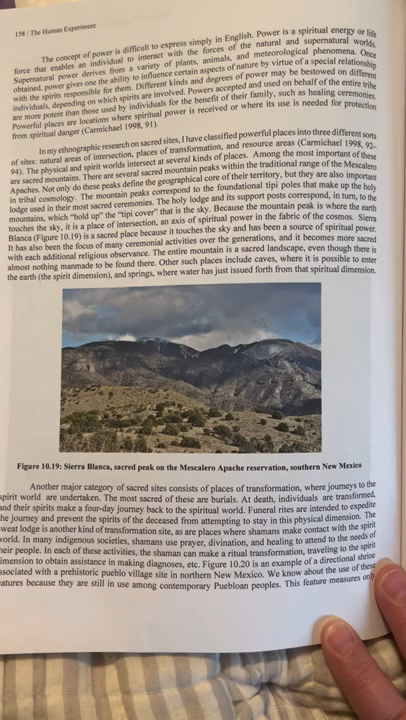 158 | The Human Experiment
The concept of power is difficult to express simply in English. Power is a spiritual energy or life
force that enables an individual to interact with the forces of the natural and supernatural worlds.
Supernatural power derives from a variety of plants, animals, and meteorological phenomena. Once
obtained, power gives one the ability to influence certain aspects of nature by virtue of a special relationship
with the spirits responsible for them. Different kinds and degrees of power may be bestowed on different
individuals, depending on which spirits are involved. Powers accepted and used on behalf of the entire tribe
are more potent than those used by individuals for the benefit of their family, such as healing ceremonies.
Powerful places are locations where spiritual power is received or where its use is needed for protection
from spiritual danger (Carmichael 1998, 91).
In my ethnographic research on sacred sites, I have classified powerful places into three different sorts
of sites: natural areas of intersection, places of transformation, and resource areas (Carmichael 1998, 92-
94). The physical and spirit worlds intersect at several kinds of places. Among the most important of these
are sacred mountains. There are several sacred mountain peaks within the traditional range of the Mescalero
Apaches. Not only do these peaks define the geographical core of their territory, but they are also important
in tribal cosmology. The mountain peaks correspond to the foundational tipi poles that make up the holy
lodge used in their most sacred ceremonies. The holy lodge and its support posts correspond, in turn, to the
mountains, which "hold up" the "tipi cover" that is the sky. Because the mountain peak is where the earth
touches the sky, it is a place of intersection, an axis of spiritual power in the fabric of the cosmos. Sierra
Blanca (Figure 10.19) is a sacred place because it touches the sky and has been a source of spiritual power.
It has also been the focus of many ceremonial activities over the generations, and it becomes more sacred
with each additional religious observance. The entire mountain is a sacred landscape, even though there is
almost nothing manmade to be found there. Other such places include caves, where it is possible to enter
the earth (the spirit dimension), and springs, where water has just issued forth from that spiritual dimension.
Figure 10.19: Sierra Blanca, sacred peak on the Mescalero Apache reservation, southern New Mexico
Another major category of sacred sites consists of places of transformation, where journeys to the
spirit world are undertaken. The most sacred of these are burials. At death, individuals are transformed,
and their spirits make a four-day journey back to the spiritual world. Funeral rites are intended to expedite
he journey and prevent the spirits of the deceased from attempting to stay in this physical dimension. The
weat lodge is another kind of transformation site, as are places where shamans make contact with the spirit
vorld. In many indigenous societies, shamans use prayer, divination, and healing to attend to the needs of
heir people. In each of these activities, the shaman can make a ritual transformation, traveling to the spirit
imension to obtain assistance in making diagnoses, etc. Figure 10.20 is an example of a directional shrine
ssociated with a prehistoric pueblo village site in northern New Mexico. We know about the use of these
eatures because they are still in use among contemporary Puebloan peoples. This feature measures only